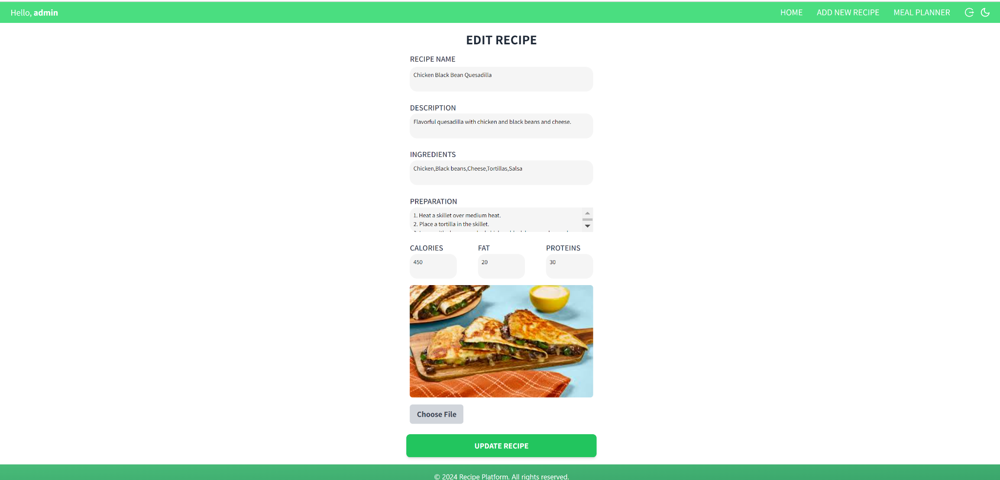 Hello, admin
HOME
ADD NEW RECIPE
MEAL PLANNER
EDIT RECIPE
RECIPE NAME
Chicken Black Bean Quesadilla
DESCRIPTION
Flavorful quesadilla with chicken and black beans and cheese.
INGREDIENTS
Chicken,Black beans,Cheese,Tortillas,Salsa
PREPARATION
1. Heat a skillet over medium heat.
2. Place a tortilla in the skillet.
CALORIES
FAT
PROTEINS
450
20
30
Choose File
UPDATE RECIPE
© 2024 Recipe Platform. All rights reserved.